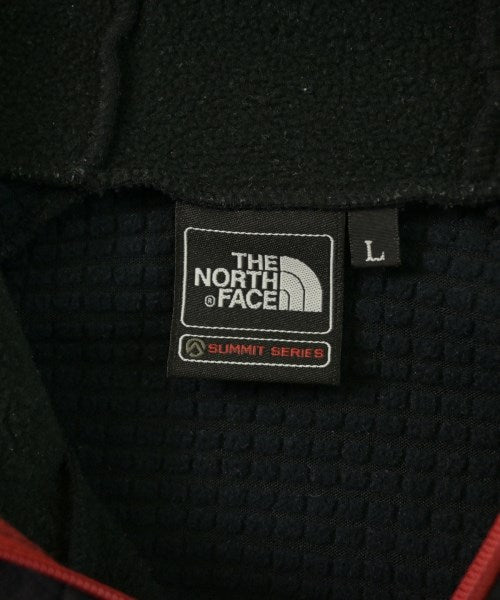 THE
NORTH
® FACE
SUMMIT SERIES
L